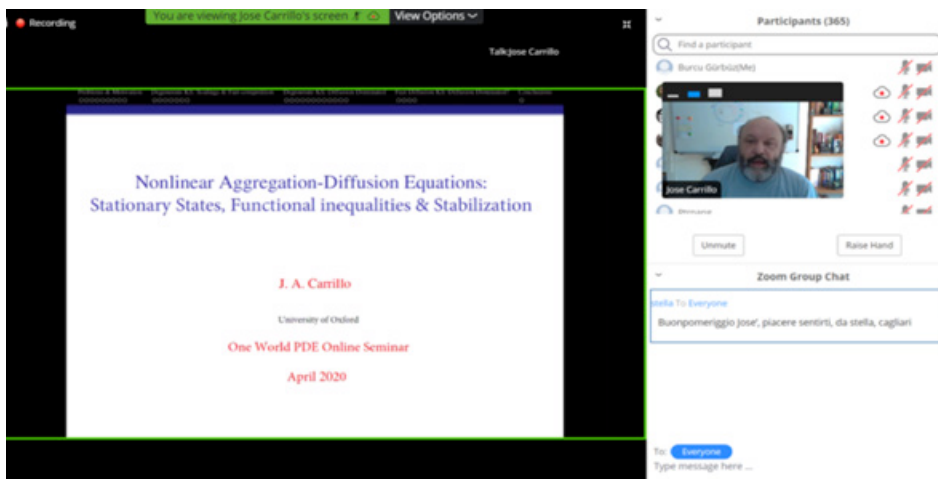 Recording
You are viewing Jose Carrillo's screen
View Options
Talk:Jose Carrillo
Nonlinear Aggregation-Diffusion Equations:
Stationary States, Functional inequalities & Stabilization
J. A. Carrillo
University of Oxford
One World PDE Online Seminar
April 2020
Participants (365)
Find a participant
Burcu Gürbüz(Me)
Jose Carrillo
Unmute
Raise Hand
Zoom Group Chat
stella To Everyone
Buonpomeriggio Jose', piacere sentirti, da stella, cagliari
To: Everyone
Type message here ...